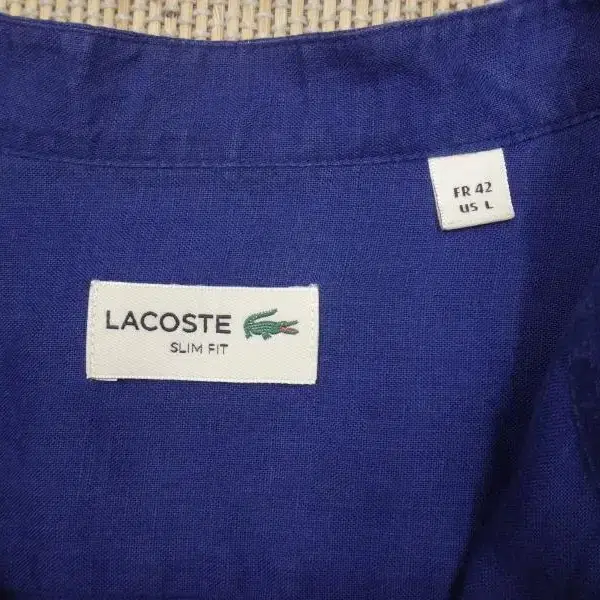 FR 42
US L
LACOSTE
SLIM FIT